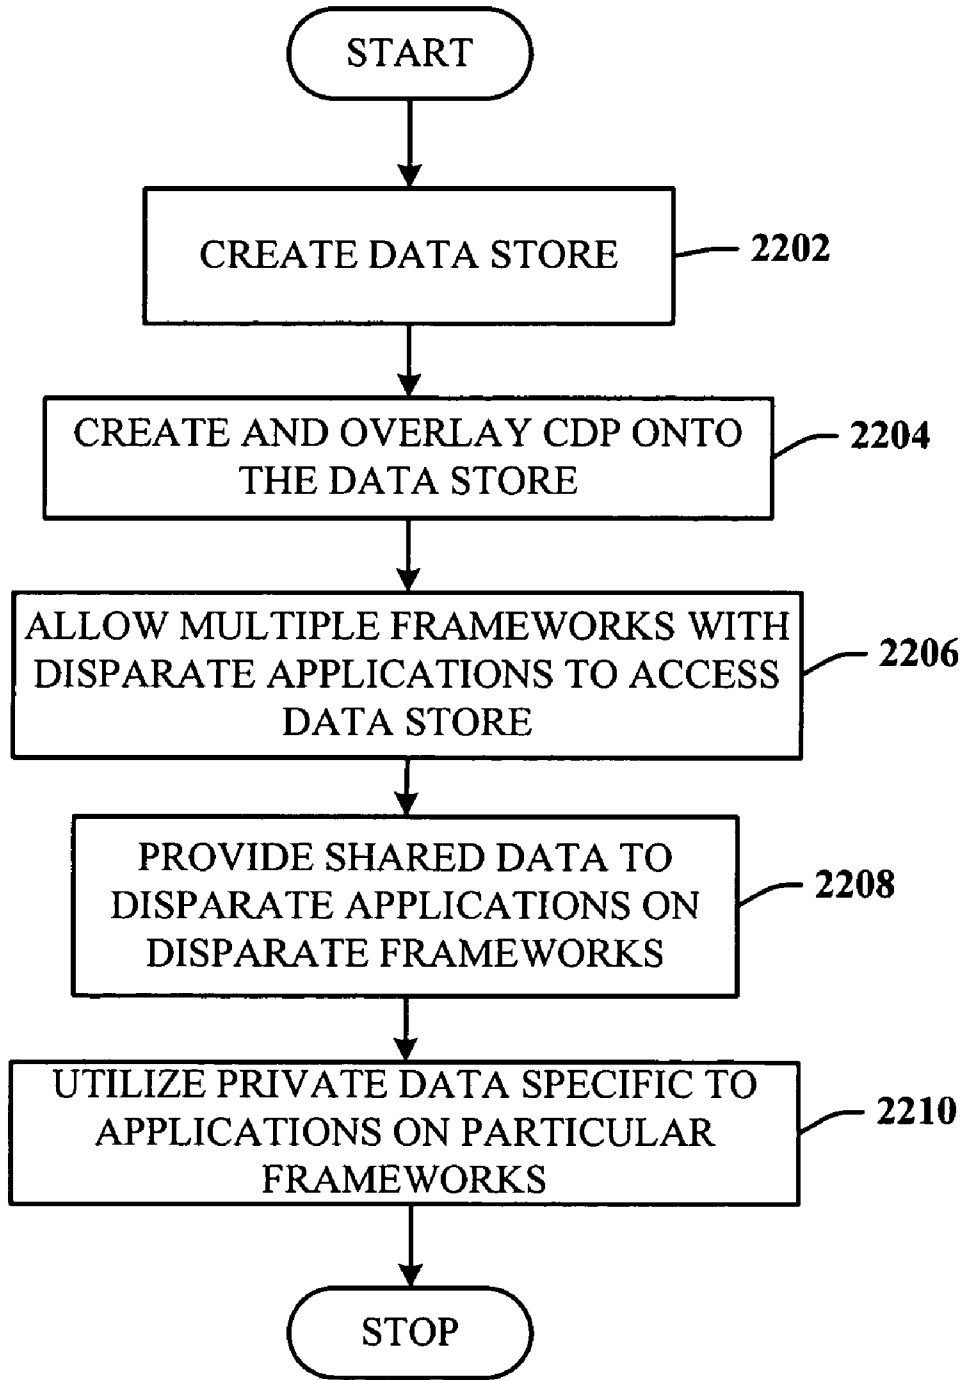 START
CREATE DATA STORE
2202
CREATE AND OVERLAY CDP ONTO
THE DATA STORE
2204
ALLOW MULTIPLE FRAMEWORKS WITH
DISPARATE APPLICATIONS TO ACCESS
DATA STORE
2206
PROVIDE SHARED DATA TO
DISPARATE APPLICATIONS ON
DISPARATE FRAMEWORKS
2208
UTILIZE PRIVATE DATA SPECIFIC TO
APPLICATIONS ON PARTICULAR
FRAMEWORKS
2210
STOP